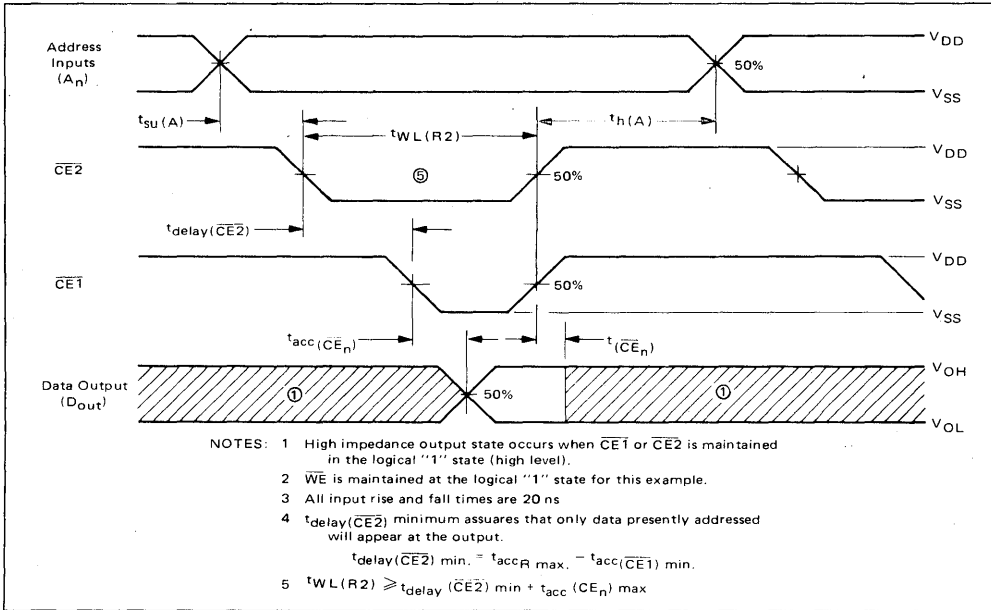 Address
Inputs
(An)
VDD
50%
VSS
tsu(A)
tWL(R2)
th(A)
CE2
VDD
⑤
50%
VSS
tdelay(CE2)
CE1
VDD
50%
VSS
tacc(CEn)
t(CEn)
Data Output
(Dout)
VOH
①
50%
①
VOL
NOTES: 1 High impedance output state occurs when CE1 or CE2 is maintained
in the logical "1" state (high level).
2 WE is maintained at the logical "1" state for this example.
3 All input rise and fall times are 20 ns
4 tdelay(CE2) minimum assuares that only data presently addressed
will appear at the output.
tdelay(CE2) min. = taccR max. − tacc(CE1) min.
5 tWL(R2) ⩾ tdelay (CE2) min + tacc (CEn) max